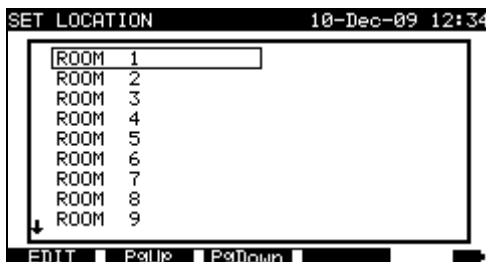 SET LOCATION 10-Dec-09 12:34
ROOM 1
ROOM 2
ROOM 3
ROOM 4
ROOM 5
ROOM 6
ROOM 7
ROOM 8
ROOM 9
EDIT PgUp PgDown